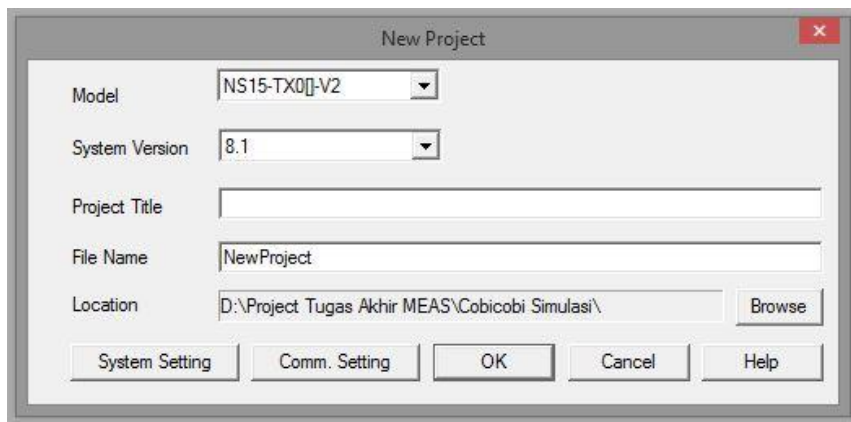 New Project
Model NS15-TX0[]-V2
System Version 8.1
Project Title
File Name NewProject
Location D:\Project Tugas Akhir MEAS\Cobicobi Simulasi\ Browse
System Setting Comm. Setting OK Cancel Help